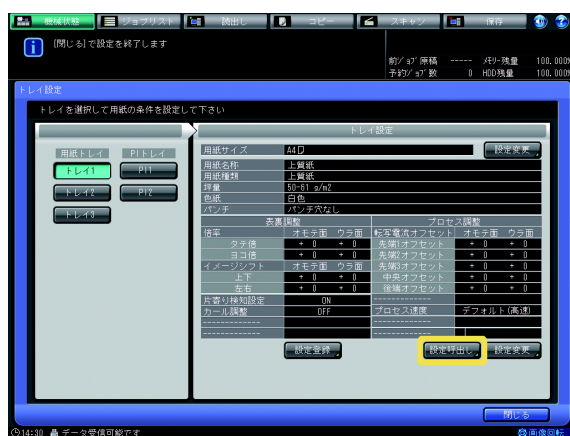 機械状態 ジョブリスト 読出し コピー スキャン 保存
[閉じる]で設定を終了します
前ジョブ原稿 ----- メモリー残量 100.000%
予約ジョブ数 0 HDD残量 100.000%
トレイ設定
トレイを選択して用紙の条件を設定して下さい
トレイ設定
用紙トレイ PIトレイ
トレイ1 PI1
トレイ2 PI2
トレイ3
用紙サイズ A4 設定変更
用紙名称 上質紙
用紙種類 上質紙
坪量 50-61 g/m2
色紙 白色
パンチ パンチ穴なし
表裏調整 プロセス調整
倍率 オモテ面 ウラ面 転写電流オフセット オモテ面 ウラ面
タテ倍 + 0 + 0 先端1オフセット + 0 + 0
ヨコ倍 + 0 + 0 先端2オフセット + 0 + 0
イメージシフト オモテ面 ウラ面 先端3オフセット + 0 + 0
上下 + 0 + 0 中央オフセット + 0 + 0
左右 + 0 + 0 後端オフセット + 0 + 0
片寄り検知設定 ON -------------
カール調整 OFF プロセス速度 デフォルト(高速)
------------- -------------
------------- -------------
設定登録 設定呼出し 設定変更
閉じる
14:30 データ受信可能です 画像回転